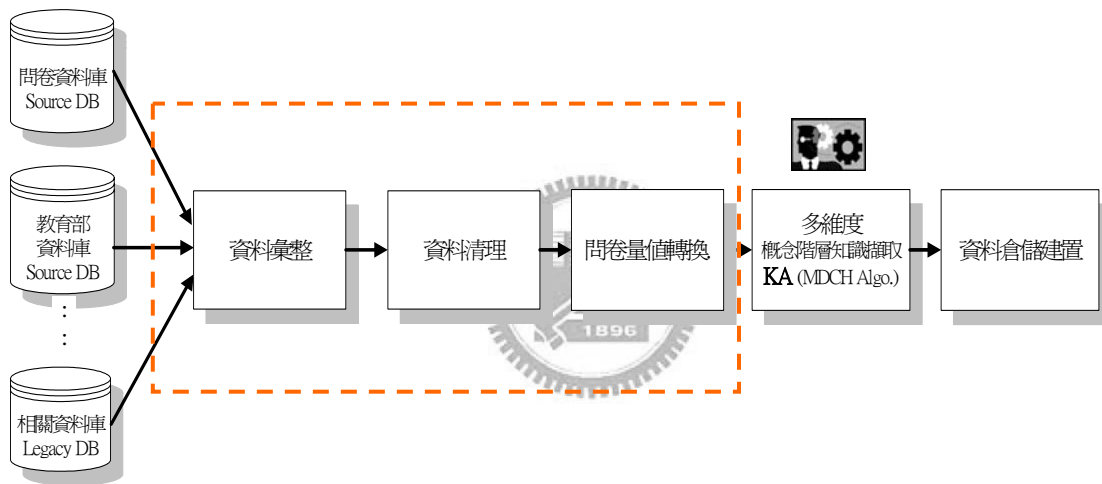 問卷資料庫
Source DB
教育部
資料庫
Source DB
:
:
相關資料庫
Legacy DB
資料彙整
資料清理
問卷量值轉換
多維度
概念階層知識擷取
KA (MDCH Algo.)
資料倉儲建置
1896